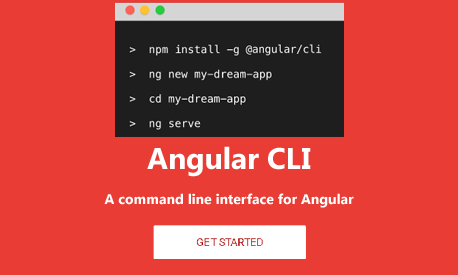 > npm install -g @angular/cli
> ng new my-dream-app
> cd my-dream-app
> ng serve
Angular CLI
A command line interface for Angular
GET STARTED